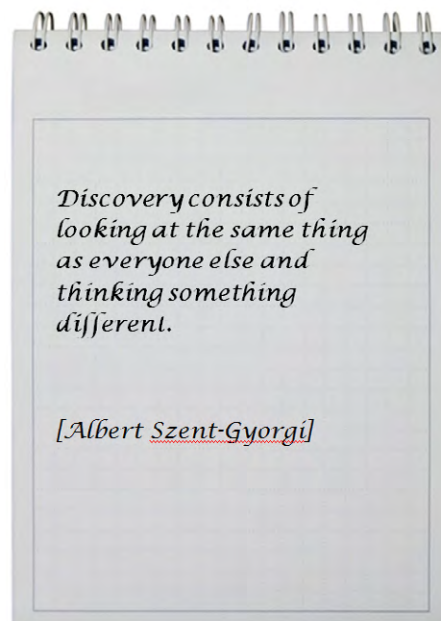 Discovery consists of
looking at the same thing
as everyone else and
thinking something
different.
[Albert Szent-Gyorgi]